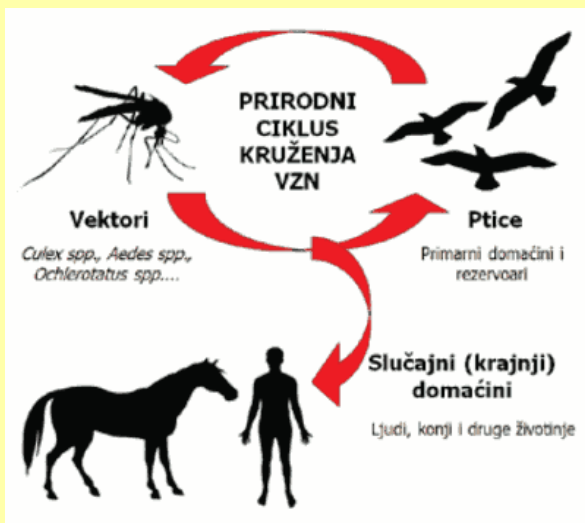 PRIRODNI
CIKLUS
KRUŽENJA
VZN
Vektori
Culex spp., Aedes spp.,
Ochlerotatus spp....
Ptice
Primarni domaćini i
rezervoari
Slučajni (krajnji)
domaćini
Ljudi, konji i druge životinje